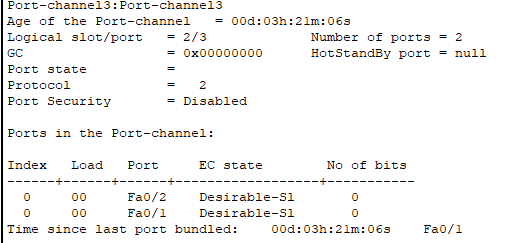 Port-channel3:Port-channel3
Age of the Port-channel   = 00d:03h:21m:06s
Logical slot/port   = 2/3          Number of ports = 2
GC                  = 0x00000000      HotStandBy port = null
Port state          =
Protocol            =   2
Port Security       = Disabled

Ports in the Port-channel:

Index   Load   Port     EC state        No of bits
------+------+------+------------------+-----------
  0     00     Fa0/2    Desirable-Sl       0
  0     00     Fa0/1    Desirable-Sl       0
Time since last port bundled:    00d:03h:21m:06s    Fa0/1